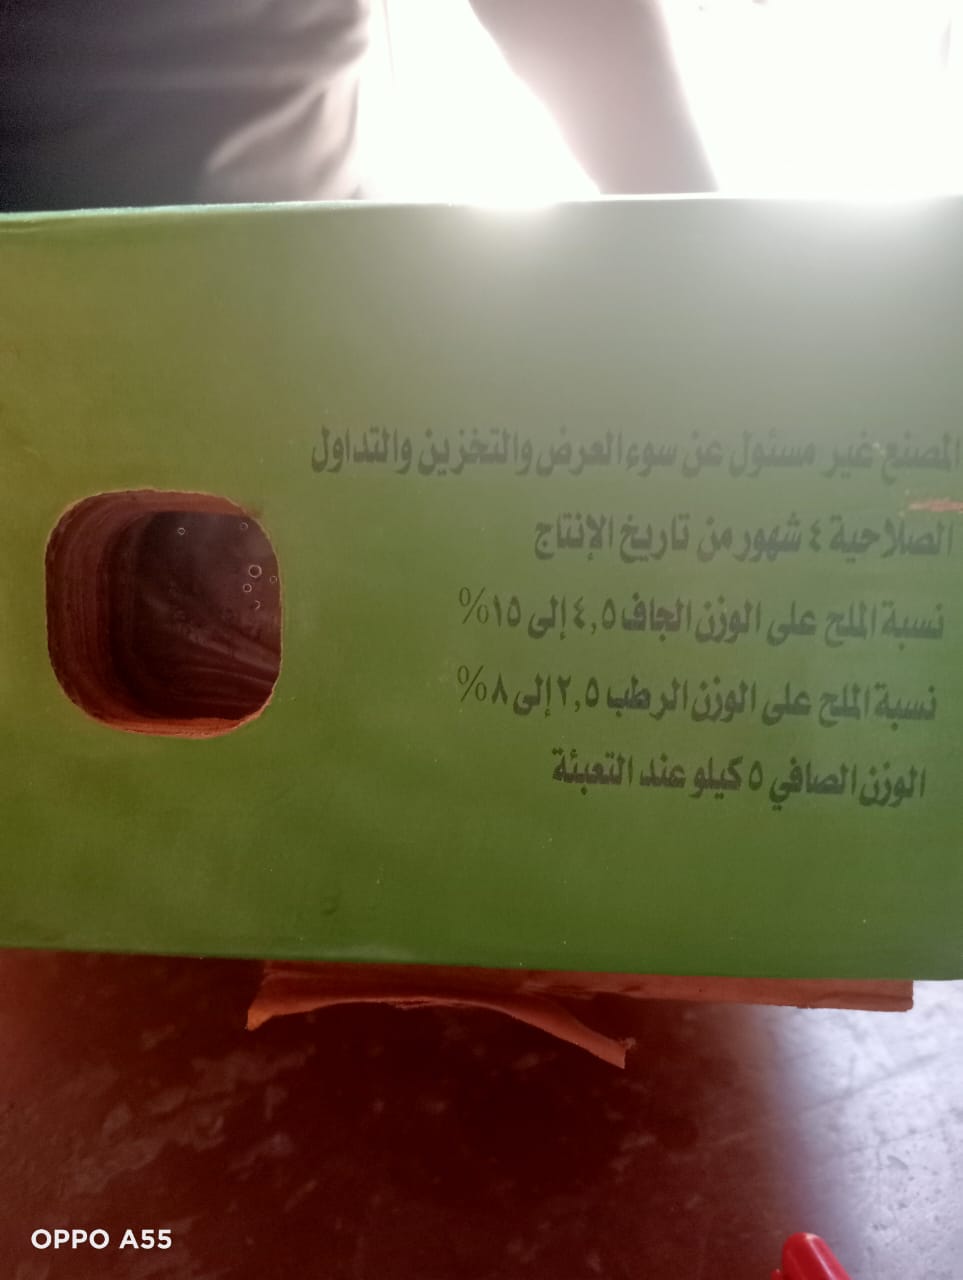 المصنع غير مسئول عن سوء العرض والتخزين والتداول
الصلاحية ٤ شهور من تاريخ الإنتاج
نسبة الملح على الوزن الجاف ٤,٥ إلى ١٥%
نسبة الملح على الوزن الرطب ٢,٥ إلى ٨%
الوزن الصافي ٥ كيلو عند التعبئة
OPPO A55